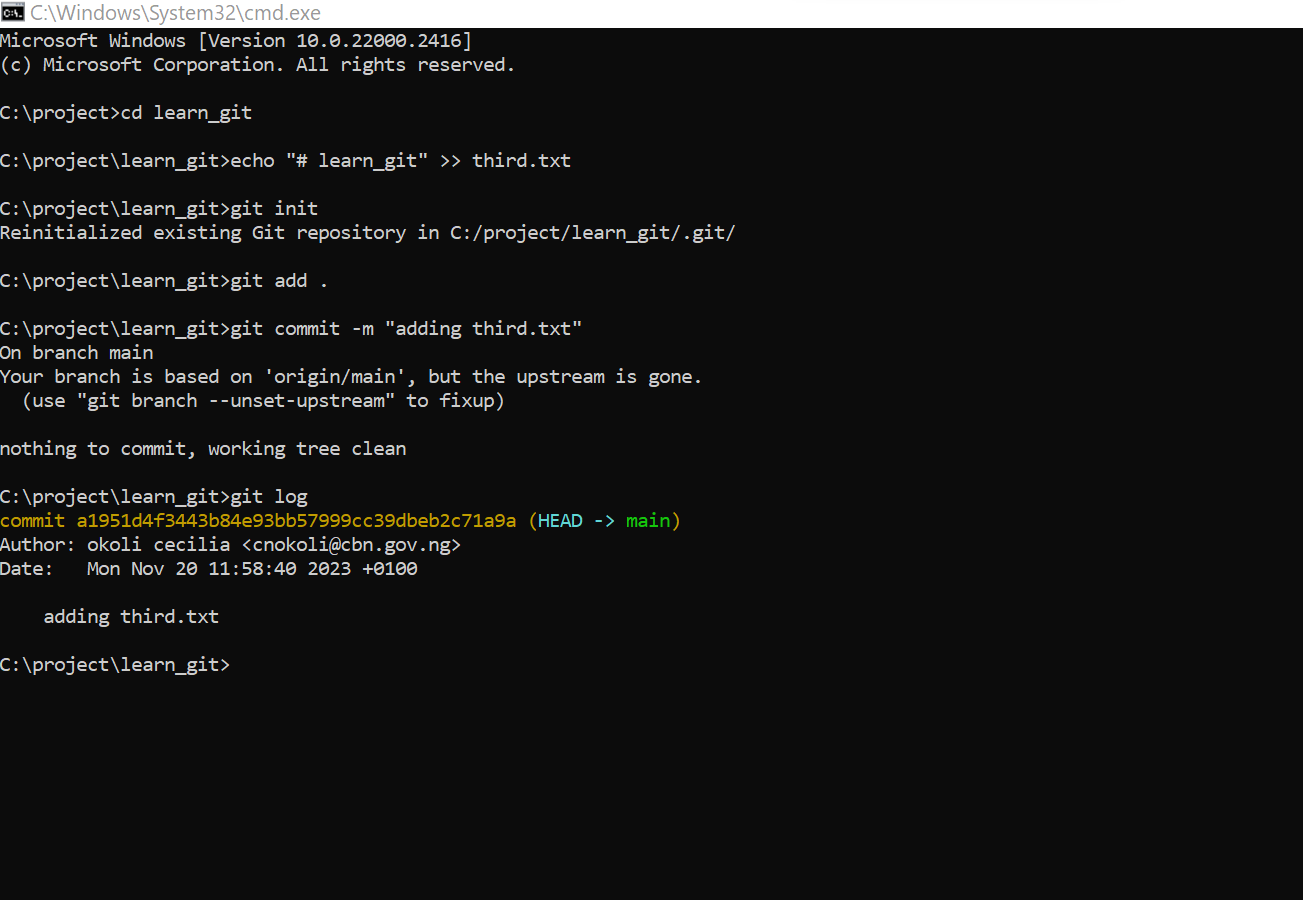 C:\Windows\System32\cmd.exe
Microsoft Windows [Version 10.0.22000.2416]
(c) Microsoft Corporation. All rights reserved.
C:\project>cd learn_git
C:\project\learn_git>echo "# learn_git" >> third.txt
C:\project\learn_git>git init
Reinitialized existing Git repository in C:/project/learn_git/.git/
C:\project\learn_git>git add .
C:\project\learn_git>git commit -m "adding third.txt"
On branch main
Your branch is based on 'origin/main', but the upstream is gone.
  (use "git branch --unset-upstream" to fixup)
nothing to commit, working tree clean
C:\project\learn_git>git log
commit a1951d4f3443b84e93bb57999cc39dbeb2c71a9a (HEAD -> main)
Author: okoli cecilia <cnokoli@cbn.gov.ng>
Date:   Mon Nov 20 11:58:40 2023 +0100
    adding third.txt
C:\project\learn_git>